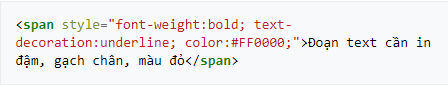 <span style="font-weight:bold; text-
decoration:underline; color:#FF0000;">Đoạn text cần in
đậm, gạch chân, màu đỏ</span>